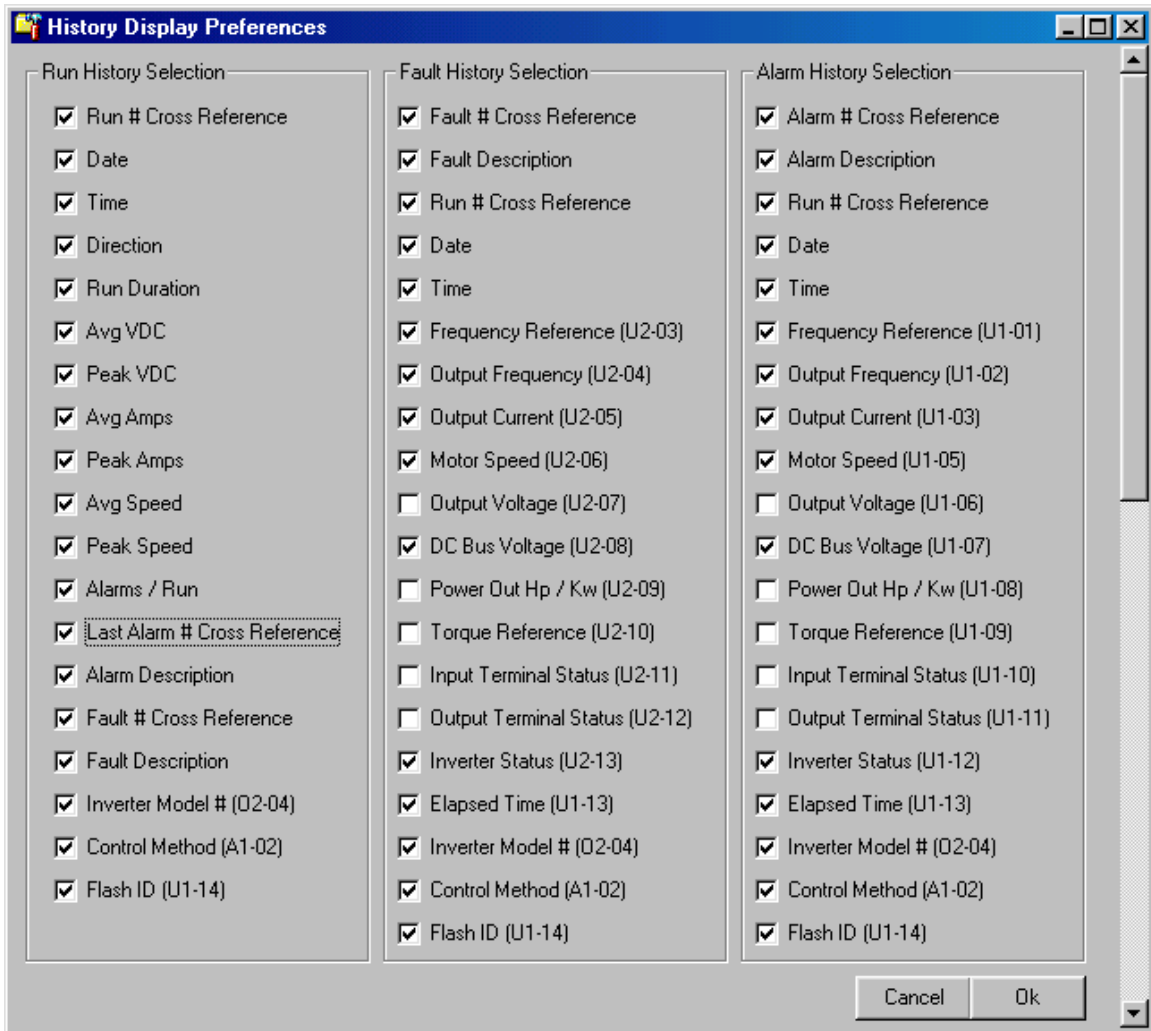 History Display Preferences
Run History Selection
Run # Cross Reference
Date
Time
Direction
Run Duration
Avg VDC
Peak VDC
Avg Amps
Peak Amps
Avg Speed
Peak Speed
Alarms / Run
Last Alarm # Cross Reference
Alarm Description
Fault # Cross Reference
Fault Description
Inverter Model # (O2-04)
Control Method (A1-02)
Flash ID (U1-14)
Fault History Selection
Fault # Cross Reference
Fault Description
Run # Cross Reference
Date
Time
Frequency Reference (U2-03)
Output Frequency (U2-04)
Output Current (U2-05)
Motor Speed (U2-06)
Output Voltage (U2-07)
DC Bus Voltage (U2-08)
Power Out Hp / Kw (U2-09)
Torque Reference (U2-10)
Input Terminal Status (U2-11)
Output Terminal Status (U2-12)
Inverter Status (U2-13)
Elapsed Time (U1-13)
Inverter Model # (O2-04)
Control Method (A1-02)
Flash ID (U1-14)
Alarm History Selection
Alarm # Cross Reference
Alarm Description
Run # Cross Reference
Date
Time
Frequency Reference (U1-01)
Output Frequency (U1-02)
Output Current (U1-03)
Motor Speed (U1-05)
Output Voltage (U1-06)
DC Bus Voltage (U1-07)
Power Out Hp / Kw (U1-08)
Torque Reference (U1-09)
Input Terminal Status (U1-10)
Output Terminal Status (U1-11)
Inverter Status (U1-12)
Elapsed Time (U1-13)
Inverter Model # (O2-04)
Control Method (A1-02)
Flash ID (U1-14)
Cancel
Ok